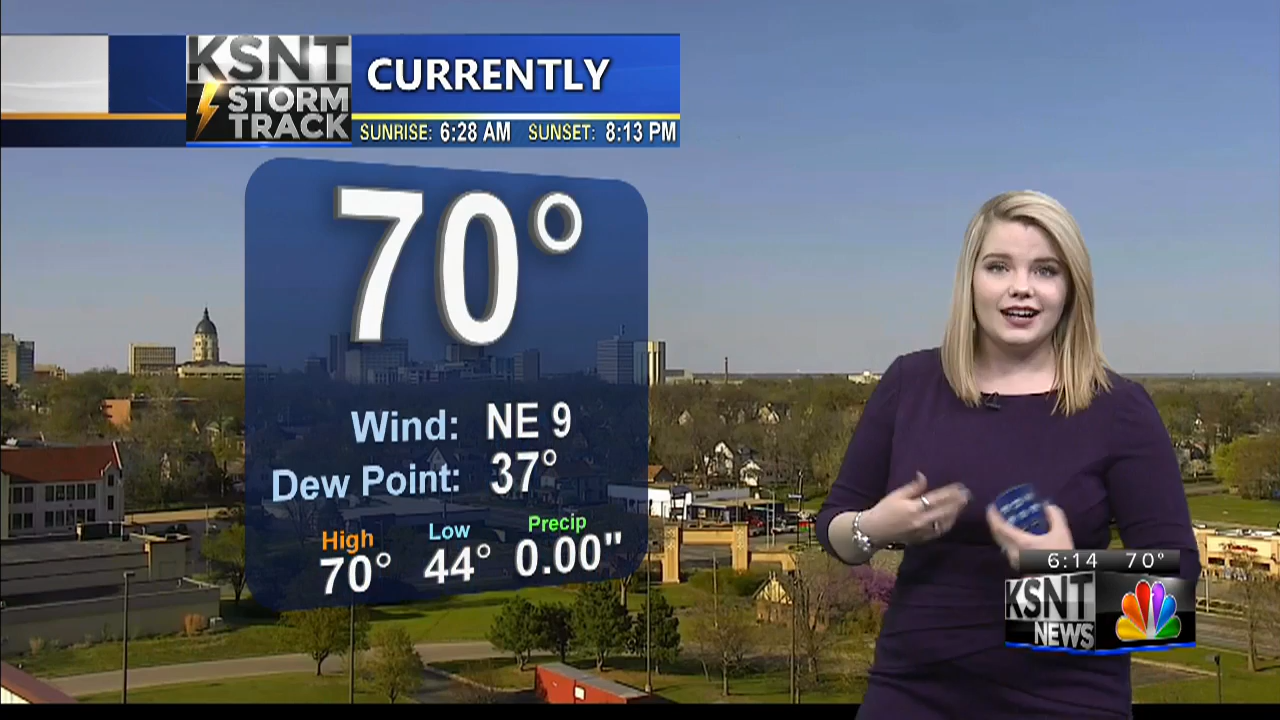 KSNT
STORM
TRACK
CURRENTLY
SUNRISE: 6:28 AM SUNSET: 8:13 PM
70°
Wind: NE 9
Dew Point: 37°
High Low Precip
70° 44° 0.00"
6:14 70°
KSNT
NEWS